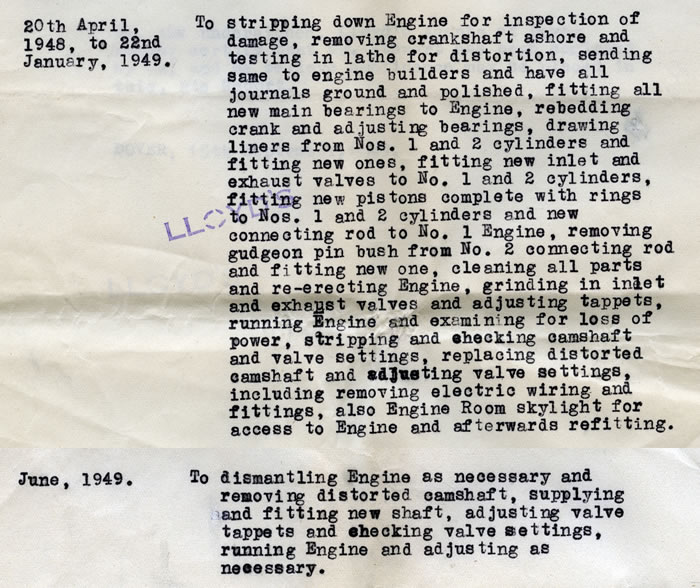 20th April, To stripping down Engine for inspection of
1948, to 22nd damage, removing crankshaft ashore and
January, 1949. testing in lathe for distortion, sending
same to engine builders and have all
journals ground and polished, fitting all
new main bearings to Engine, rebedding
crank and adjusting bearings, drawing
liners from Nos. 1 and 2 cylinders and
fitting new ones, fitting new inlet and
exhaust valves to No. 1 and 2 cylinders,
fitting new pistons complete with rings
to Nos. 1 and 2 cylinders and new
LLOYD'S
connecting rod to No. 1 Engine, removing
gudgeon pin bush from No. 2 connecting rod
and fitting new one, cleaning all parts
and re-erecting Engine, grinding in inlet
and exhaust valves and adjusting tappets,
running Engine and examining for loss of
power, stripping and checking camshaft
and valve settings, replacing distorted
camshaft and adjusting valve settings,
including removing electric wiring and
fittings, also Engine Room skylight for
access to Engine and afterwards refitting.
June, 1949. To dismantling Engine as necessary and
removing distorted camshaft, supplying
and fitting new shaft, adjusting valve
tappets and checking valve settings,
running Engine and adjusting as
necessary.